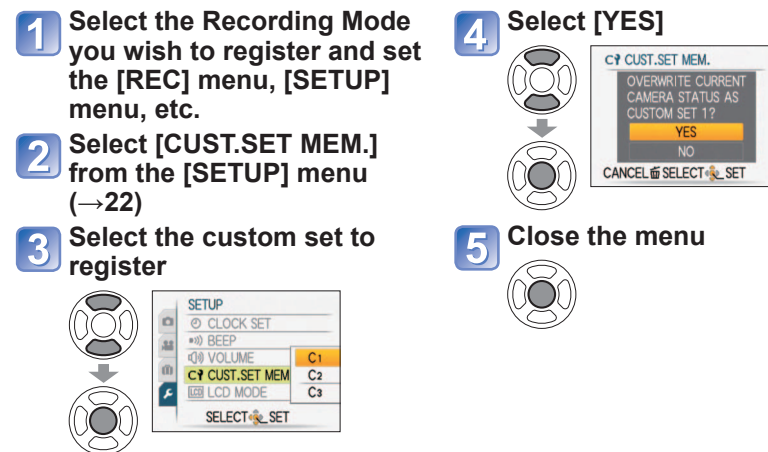 1 Select the Recording Mode
you wish to register and set
the [REC] menu, [SETUP]
menu, etc.
2 Select [CUST.SET MEM.]
from the [SETUP] menu
(→22)
3 Select the custom set to
register
SETUP
CLOCK SET
BEEP
VOLUME
C1
CUST.SET MEM
C2
LCD LCD MODE
C3
SELECT SET
4 Select [YES]
CUST.SET MEM.
OVERWRITE CURRENT
CAMERA STATUS AS
CUSTOM SET 1?
YES
NO
CANCEL SELECT SET
5 Close the menu